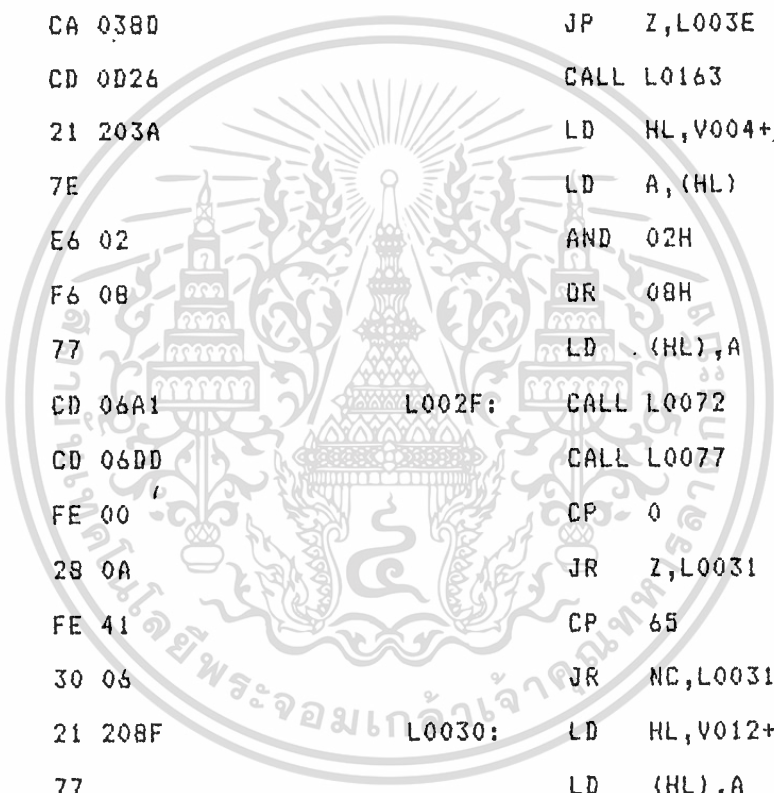 CA 038D JP Z,L003E
CD 0D26 CALL L0163
21 203A LD HL,V004+
7E LD A,(HL)
E6 02 AND 02H
F6 08 OR 08H
77 LD (HL),A
CD 06A1 L002F: CALL L0072
CD 06DD CALL L0077
FE 00 CP 0
28 0A JR Z,L0031
FE 41 CP 65
30 06 JR NC,L0031
21 208F L0030: LD HL,V012+
77 LD (HL),A